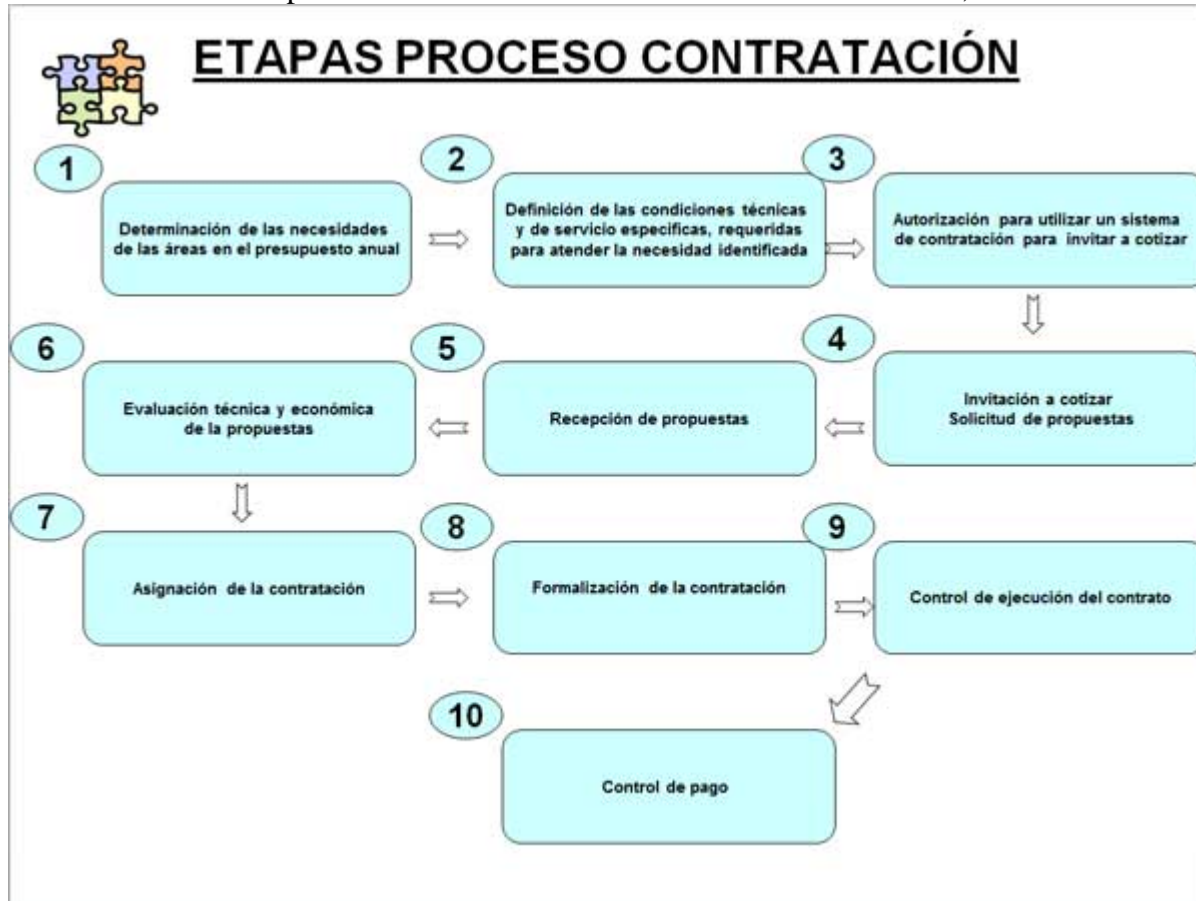 ETAPAS PROCESO CONTRATACIÓN
1
Determinación de las necesidades
de las áreas en el presupuesto anual
2
Definición de las condiciones técnicas
y de servicio especificas, requeridas
para atender la necesidad identificada
3
Autorización para utilizar un sistema
de contratación para invitar a cotizar
4
Invitación a cotizar
Solicitud de propuestas
5
Recepción de propuestas
6
Evaluación técnica y económica
de la propuestas
7
Asignación de la contratación
8
Formalización de la contratación
9
Control de ejecución del contrato
10
Control de pago